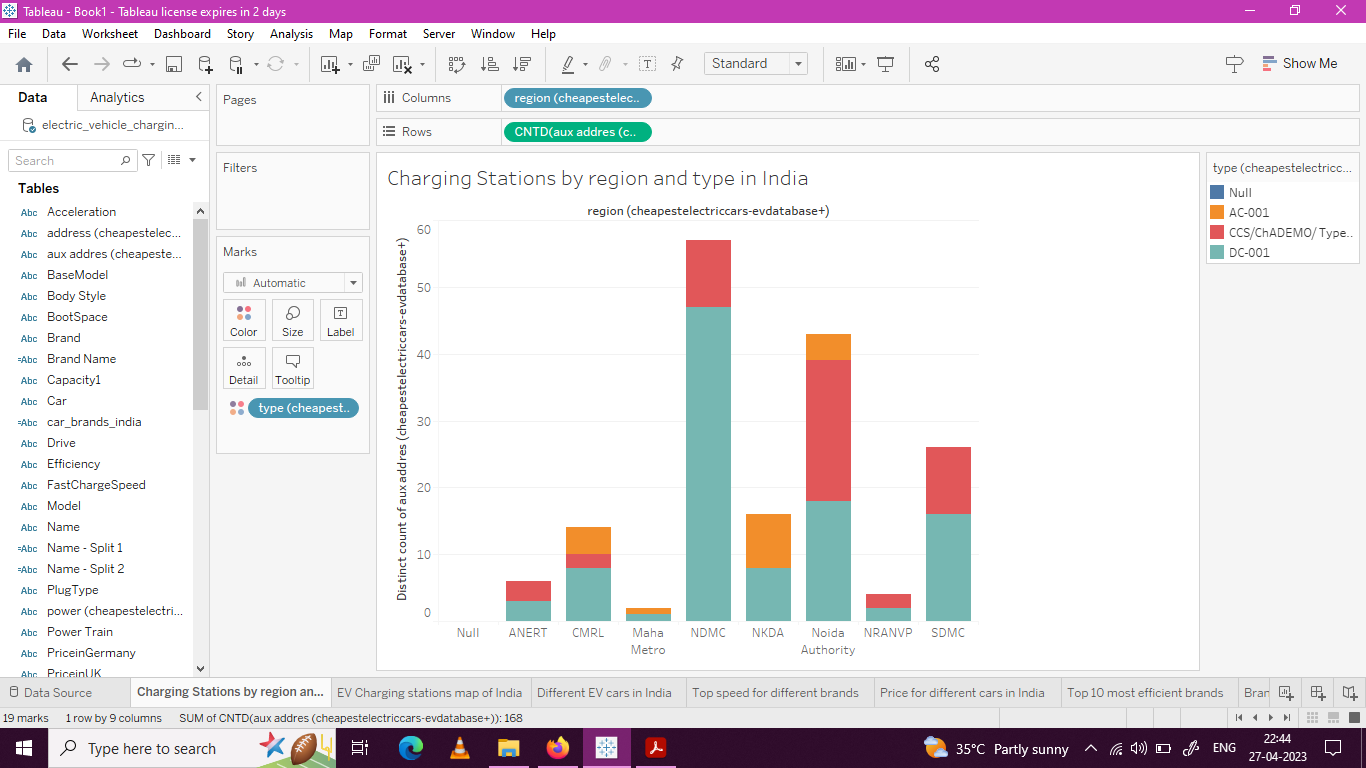 Tableau - Book1 - Tableau license expires in 2 days
File Data Worksheet Dashboard Story Analysis Map Format Server Window Help
Standard
Show Me
Data Analytics
electric_vehicle_chargin...
Search
Tables
Abc Acceleration
Abc address (cheapestelec...
Abc aux addres (cheapeste...
Abc BaseModel
Abc Body Style
Abc BootSpace
Abc Brand
=Abc Brand Name
Abc Capacity1
Abc Car
=Abc car_brands_india
Abc Drive
Abc Efficiency
Abc FastChargeSpeed
Abc Model
Abc Name
=Abc Name - Split 1
=Abc Name - Split 2
Abc PlugType
Abc power (cheapestelectri...
Abc Power Train
Abc PriceinGermany
Abc PriceinUK
Pages
Filters
Marks
Automatic
Color Size Label
Detail Tooltip
type (cheapest..
Columns region (cheapestelec..
Rows CNTD(aux addres (c..
Charging Stations by region and type in India
region (cheapestelectriccars-evdatabase+)
Distinct count of aux addres (cheapestelectriccars-evdatabase+)
60
50
40
30
20
10
0
Null ANERT CMRL Maha Metro NDMC NKDA Noida Authority NRANVP SDMC
type (cheapestelectricc...
Null
AC-001
CCS/ChADEMO/ Type..
DC-001
Data Source Charging Stations by region an... EV Charging stations map of India Different EV cars in India Top speed for different brands Price for different cars in India Top 10 most efficient brands Bran
19 marks 1 row by 9 columns SUM of CNTD(aux addres (cheapestelectriccars-evdatabase+)): 168
Type here to search
35°C Partly sunny
ENG
22:44
27-04-2023